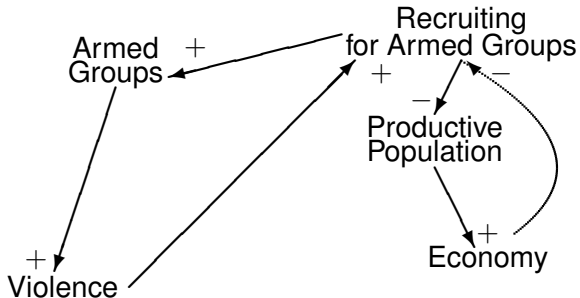 Recruiting
for Armed Groups
+
Armed
Groups
+
−
−
Productive
Population
+
Violence
+
Economy